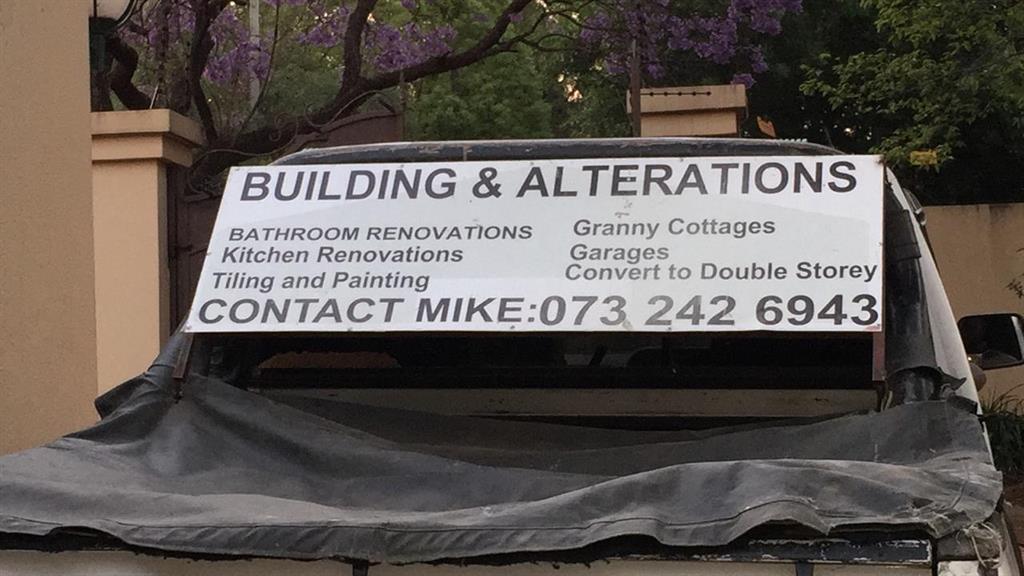 BUILDING & ALTERATIONS
BATHROOM RENOVATIONS
Kitchen Renovations
Tiling and Painting
Granny Cottages
Garages
Convert to Double Storey
CONTACT MIKE:073 242 6943